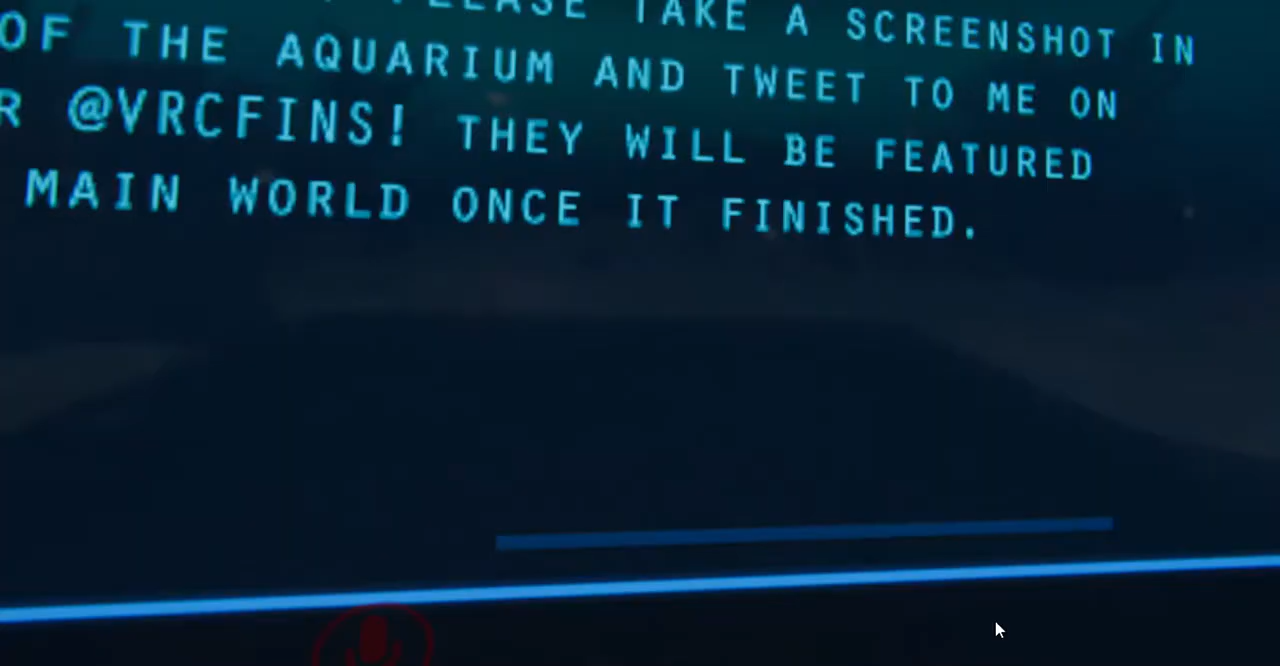 PLEASE TAKE A SCREENSHOT IN
OF THE AQUARIUM AND TWEET TO ME ON
R @VRCFINS! THEY WILL BE FEATURED
MAIN WORLD ONCE IT FINISHED.